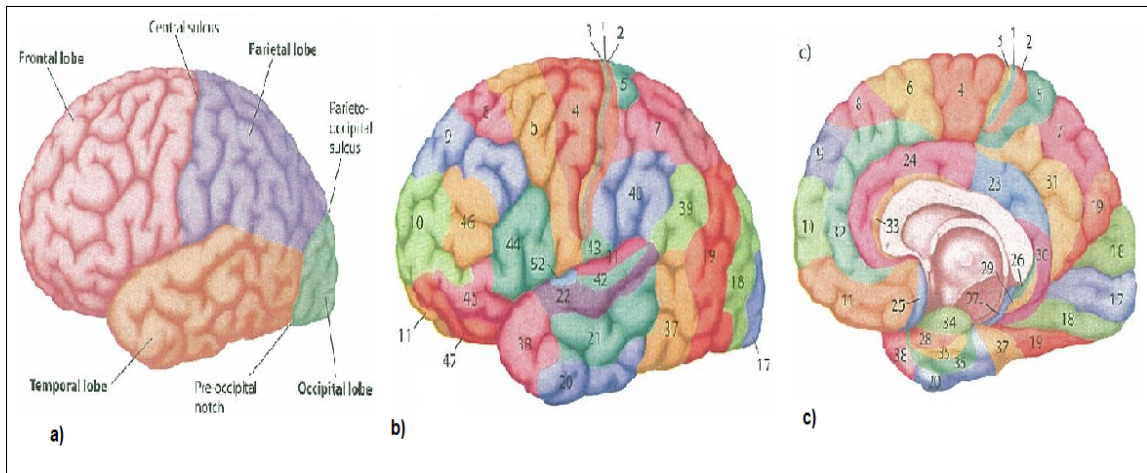 Central sulcus
Frontal lobe
Parietal lobe
Parieto-
occipital
sulcus
Temporal lobe
Pre-occipital
notch
Occipital lobe
a)
3 1 2
8 6 4 5
9 7
10 46 40 39
44 43 41
52 42 19 18
45 22
11 21 37
47 38 17
20
b)
c)
3 1 2
8 6 4 5
9 7
24 23 31
10 32 33 19
30 18
26
29
11 25 27 17
34 18
28 37 19
38 35 36
20
c)